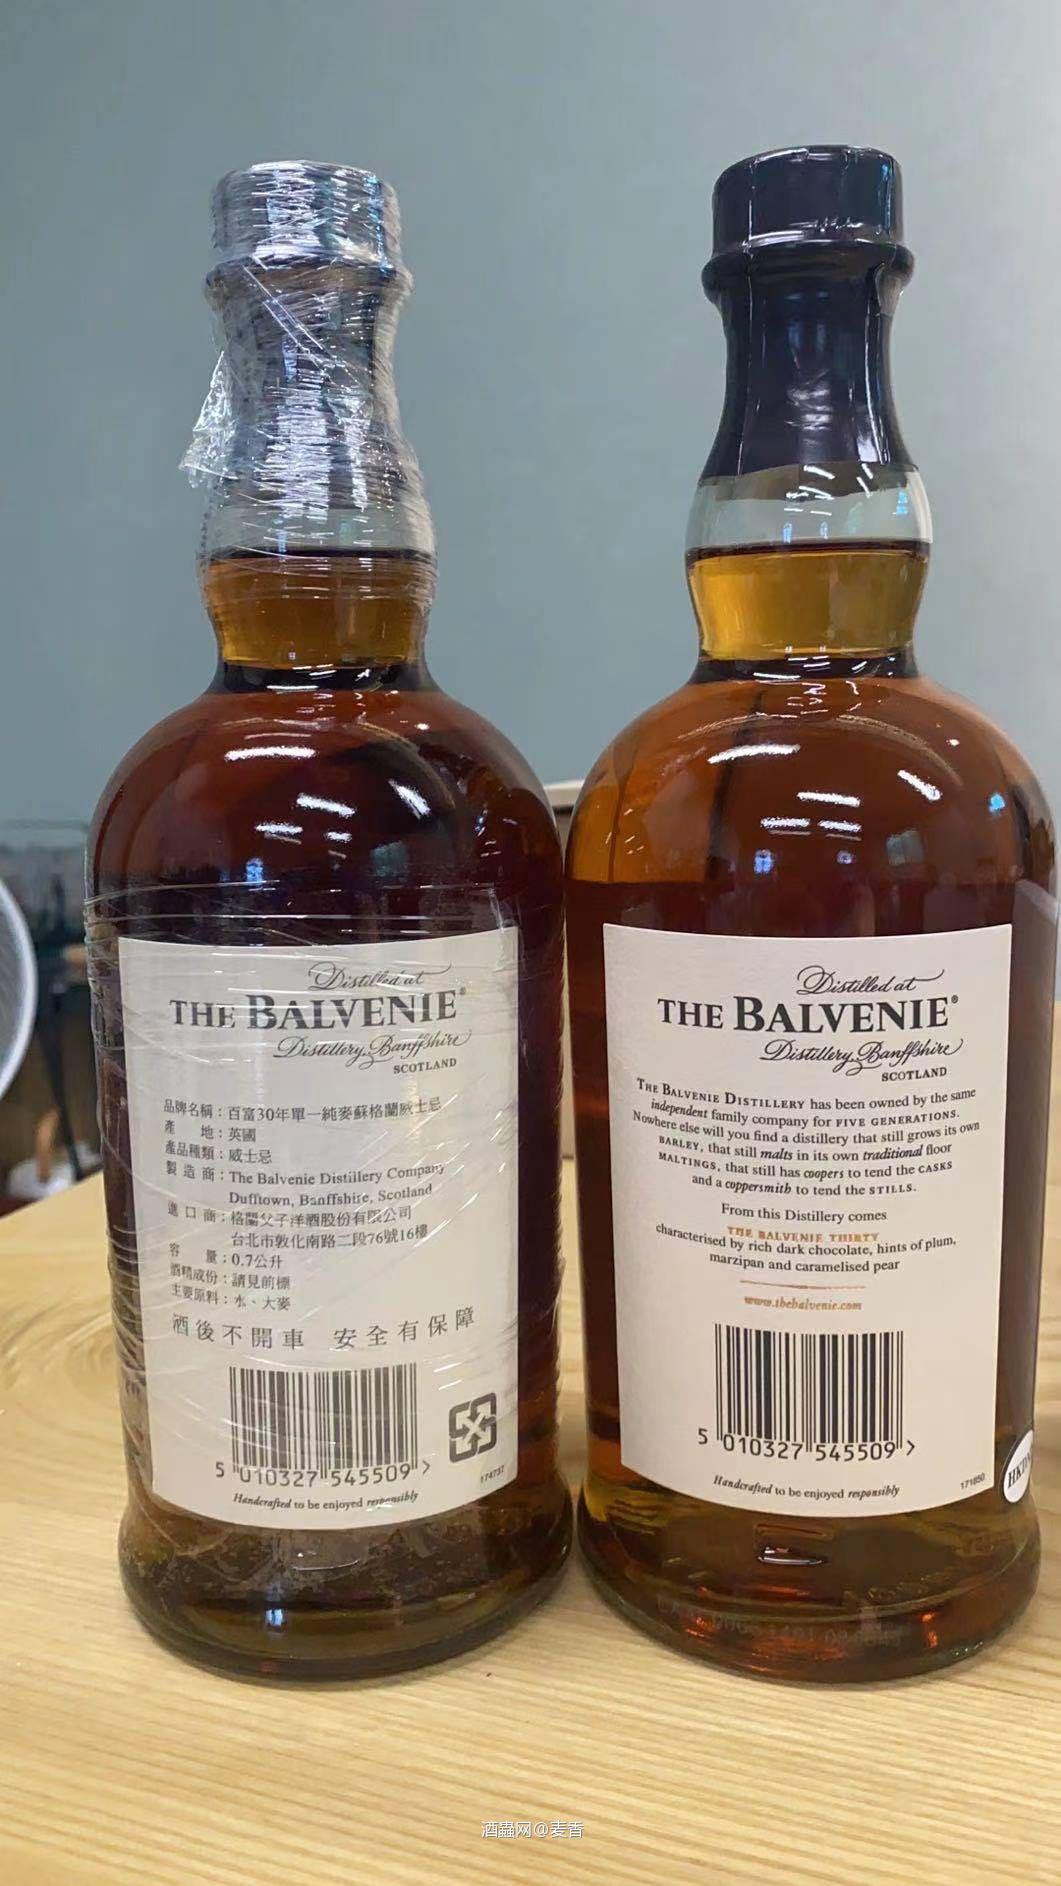 Distilled at
THE BALVENIE®
Distillery, Banffshire
SCOTLAND
品牌名稱：百富30年單一純麥蘇格蘭威士忌
產 地：英國
產品種類：威士忌
製造商：The Balvenie Distillery Company
Dufftown, Banffshire, Scotland
進口商：格蘭父子洋酒股份有限公司
台北市敦化南路二段76號16樓
容 量：0.7公升
酒精成份：請見前標
主要原料：水、大麥
酒後不開車 安全有保障
5 010327 545509 >
174737
Handcrafted to be enjoyed responsibly
Distilled at
THE BALVENIE®
Distillery, Banffshire
SCOTLAND
THE BALVENIE DISTILLERY has been owned by the same
independent family company for FIVE GENERATIONS.
Nowhere else will you find a distillery that still grows its own
BARLEY, that still malts in its own traditional floor
MALTINGS, that still has coopers to tend the CASKS
and a coppersmith to tend the STILLS.
From this Distillery comes
THE BALVENIE THIRTY
characterised by rich dark chocolate, hints of plum,
marzipan and caramelised pear
www.thebalvenie.com
5 010327 545509 >
Handcrafted to be enjoyed responsibly
171650
酒蟲网@麦香